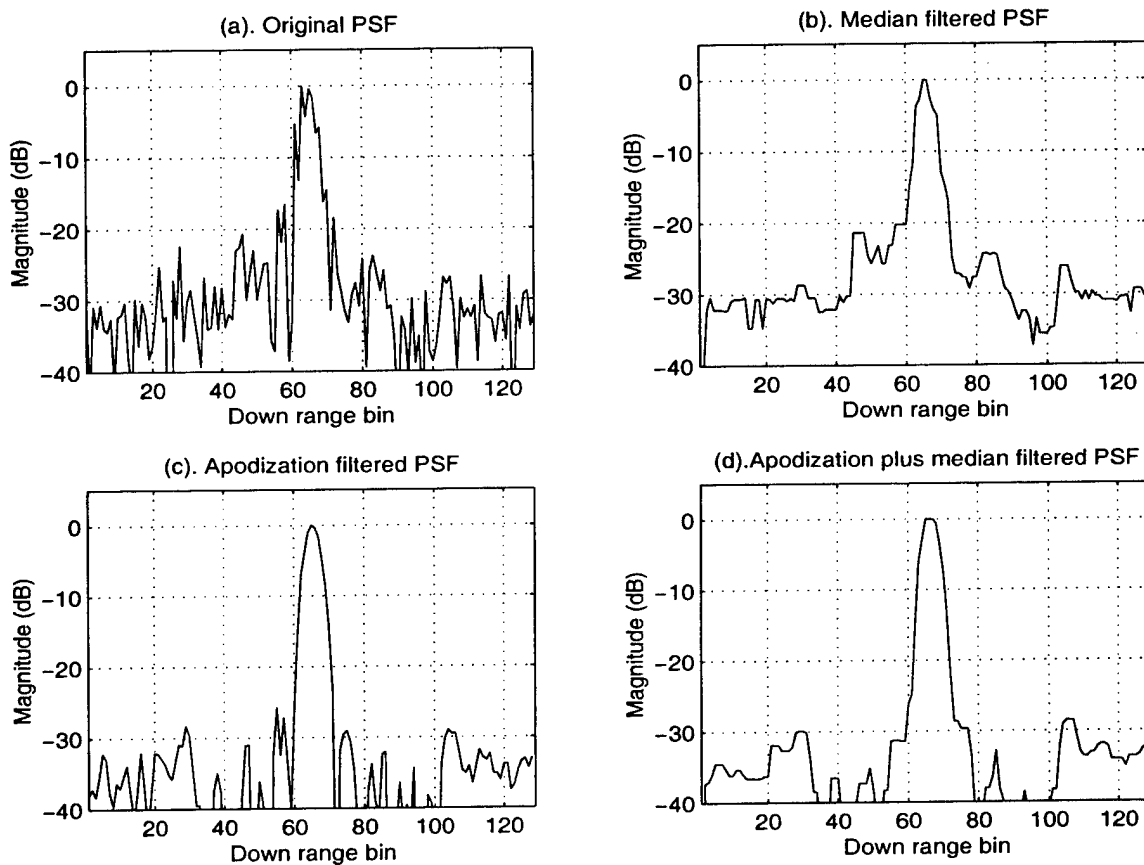 (a). Original PSF
0
−10
−20
−30
−40
Magnitude (dB)
20 40 60 80 100 120
Down range bin
(b). Median filtered PSF
0
−10
−20
−30
−40
Magnitude (dB)
20 40 60 80 100 120
Down range bin
(c). Apodization filtered PSF
0
−10
−20
−30
−40
Magnitude (dB)
20 40 60 80 100 120
Down range bin
(d).Apodization plus median filtered PSF
0
−10
−20
−30
−40
Magnitude (dB)
20 40 60 80 100 120
Down range bin